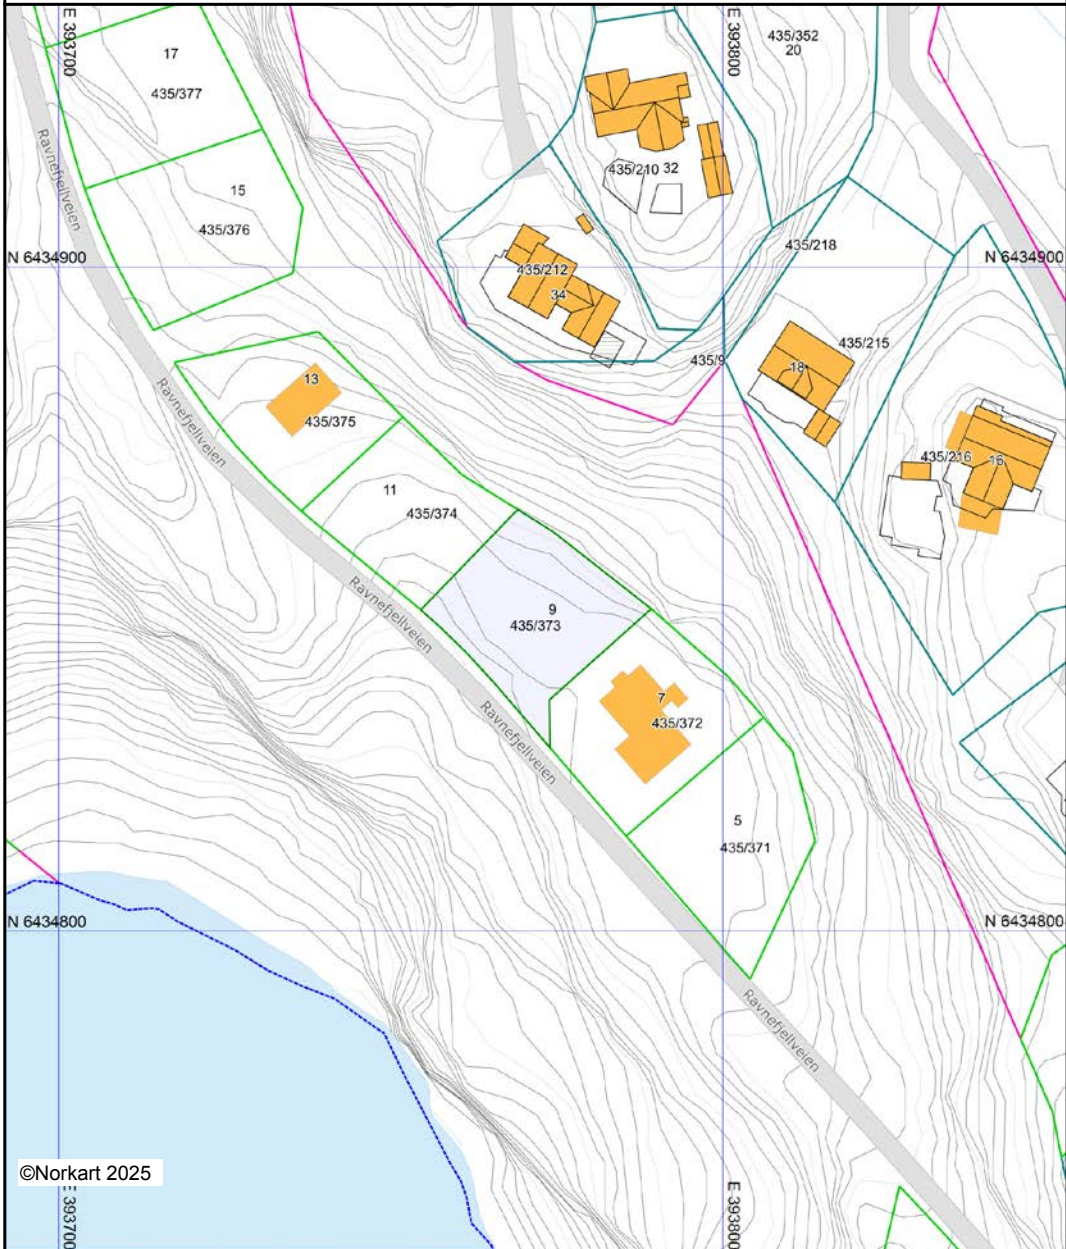 E 393700
E 393800
435/352
20
17
435/377
Ravnefjellveien
435/210 32
15
435/376
435/218
N 6434900
N 6434900
435/212
34
435/215
435/9
18
13
435/375
Ravnefjellveien
435/216
16
11
435/374
Ravnefjellveien
9
435/373
7
435/372
Ravnefjellveien
5
435/371
N 6434800
N 6434800
Ravnefjellveien
©Norkart 2025
E 393700
E 393800